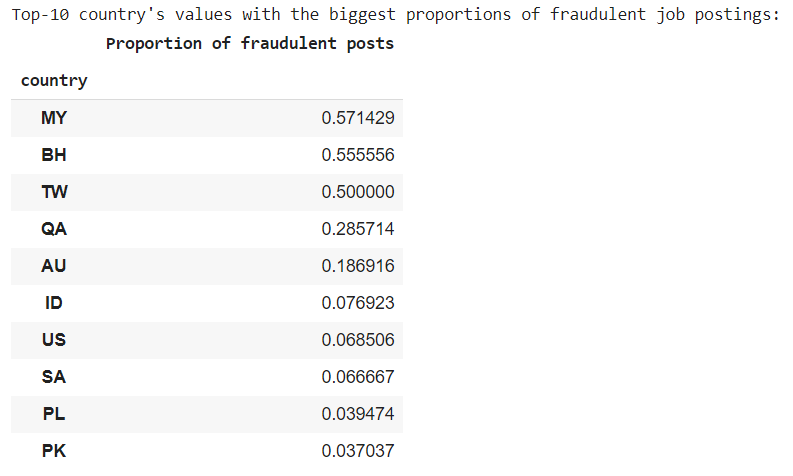 Top-10 country's values with the biggest proportions of fraudulent job postings:
Proportion of fraudulent posts
country
MY 0.571429
BH 0.555556
TW 0.500000
QA 0.285714
AU 0.186916
ID 0.076923
US 0.068506
SA 0.066667
PL 0.039474
PK 0.037037